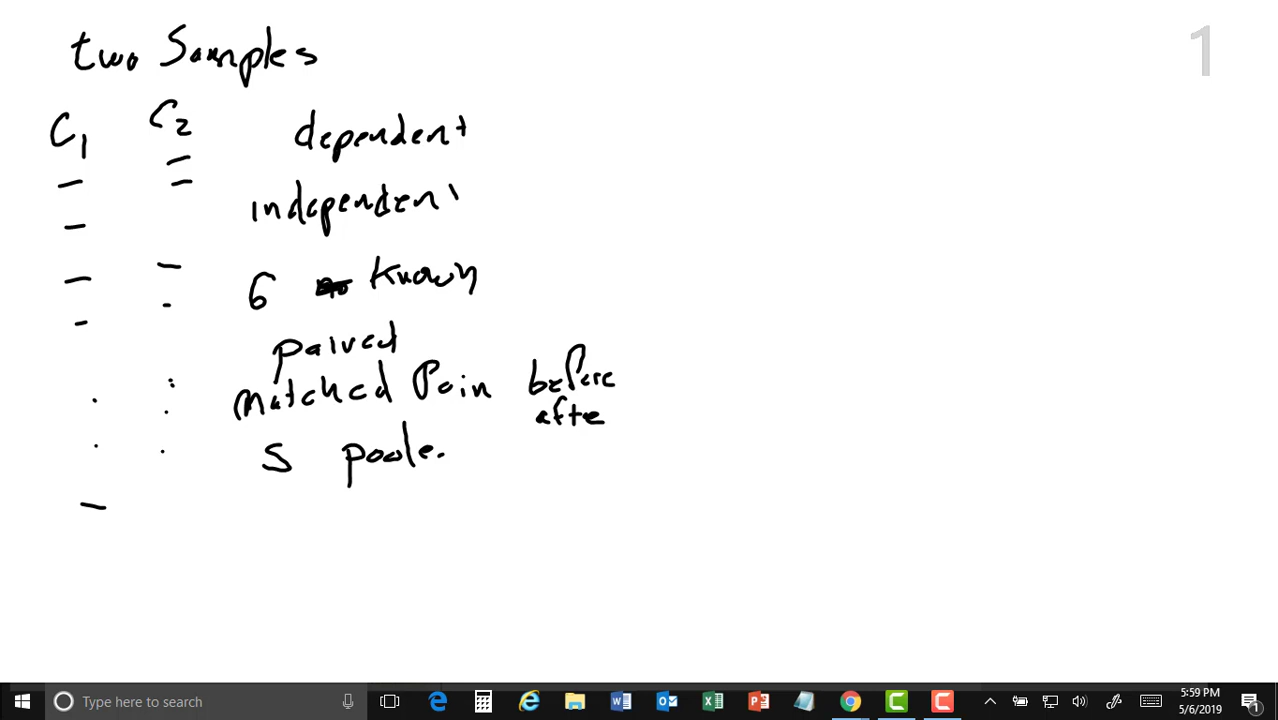 two Samples
C1 C2 dependent
independent
σ known
paired
matched Pair before
after
S poole.
1
Type here to search
5:59 PM
5/6/2019